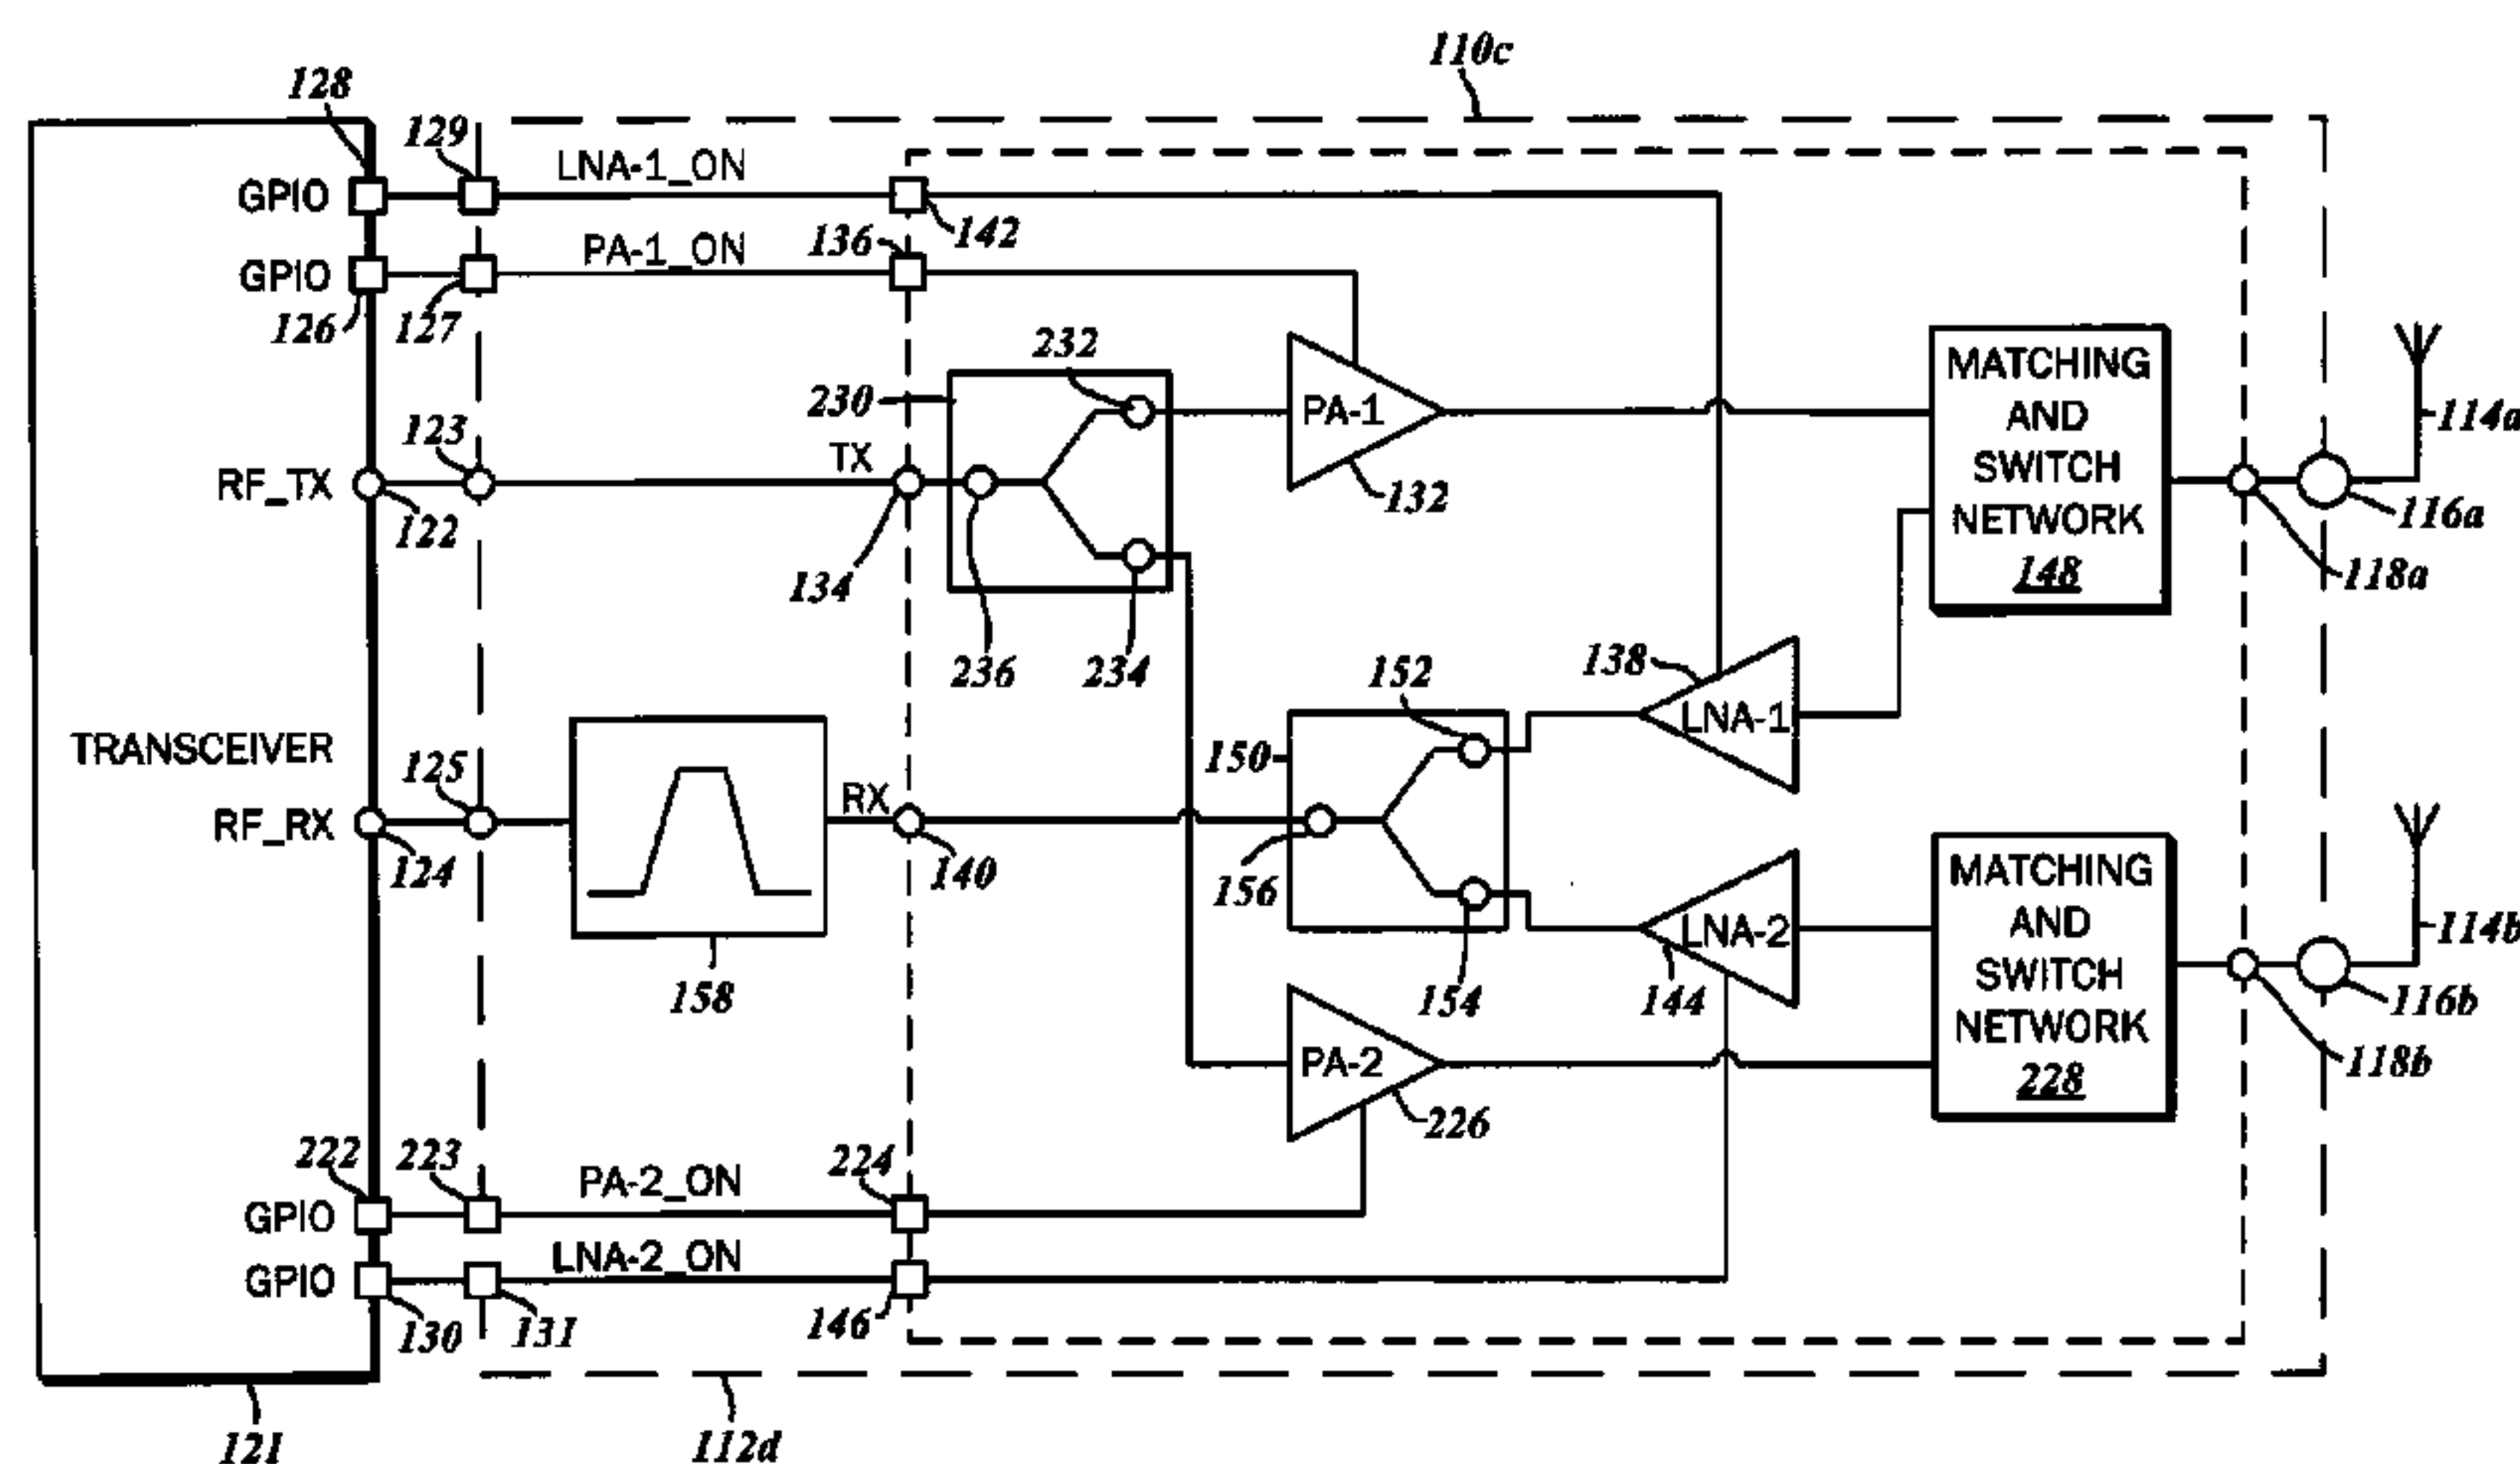 110c
128
129
LNA-1_ON
GPIO
142
PA-1_ON
136
GPIO
126
127
232
MATCHING
AND
SWITCH
NETWORK
148
230
PA-1
114a
123
TX
RF_TX
132
116a
122
134
118a
236
234
152
138
LNA-1
TRANSCEIVER
125
150
RX
RF_RX
124
140
156
MATCHING
AND
SWITCH
NETWORK
228
LNA-2
114b
158
154
144
116b
PA-2
118b
226
222
223
PA-2_ON
224
GPIO
LNA-2_ON
GPIO
130
131
146
121
112d